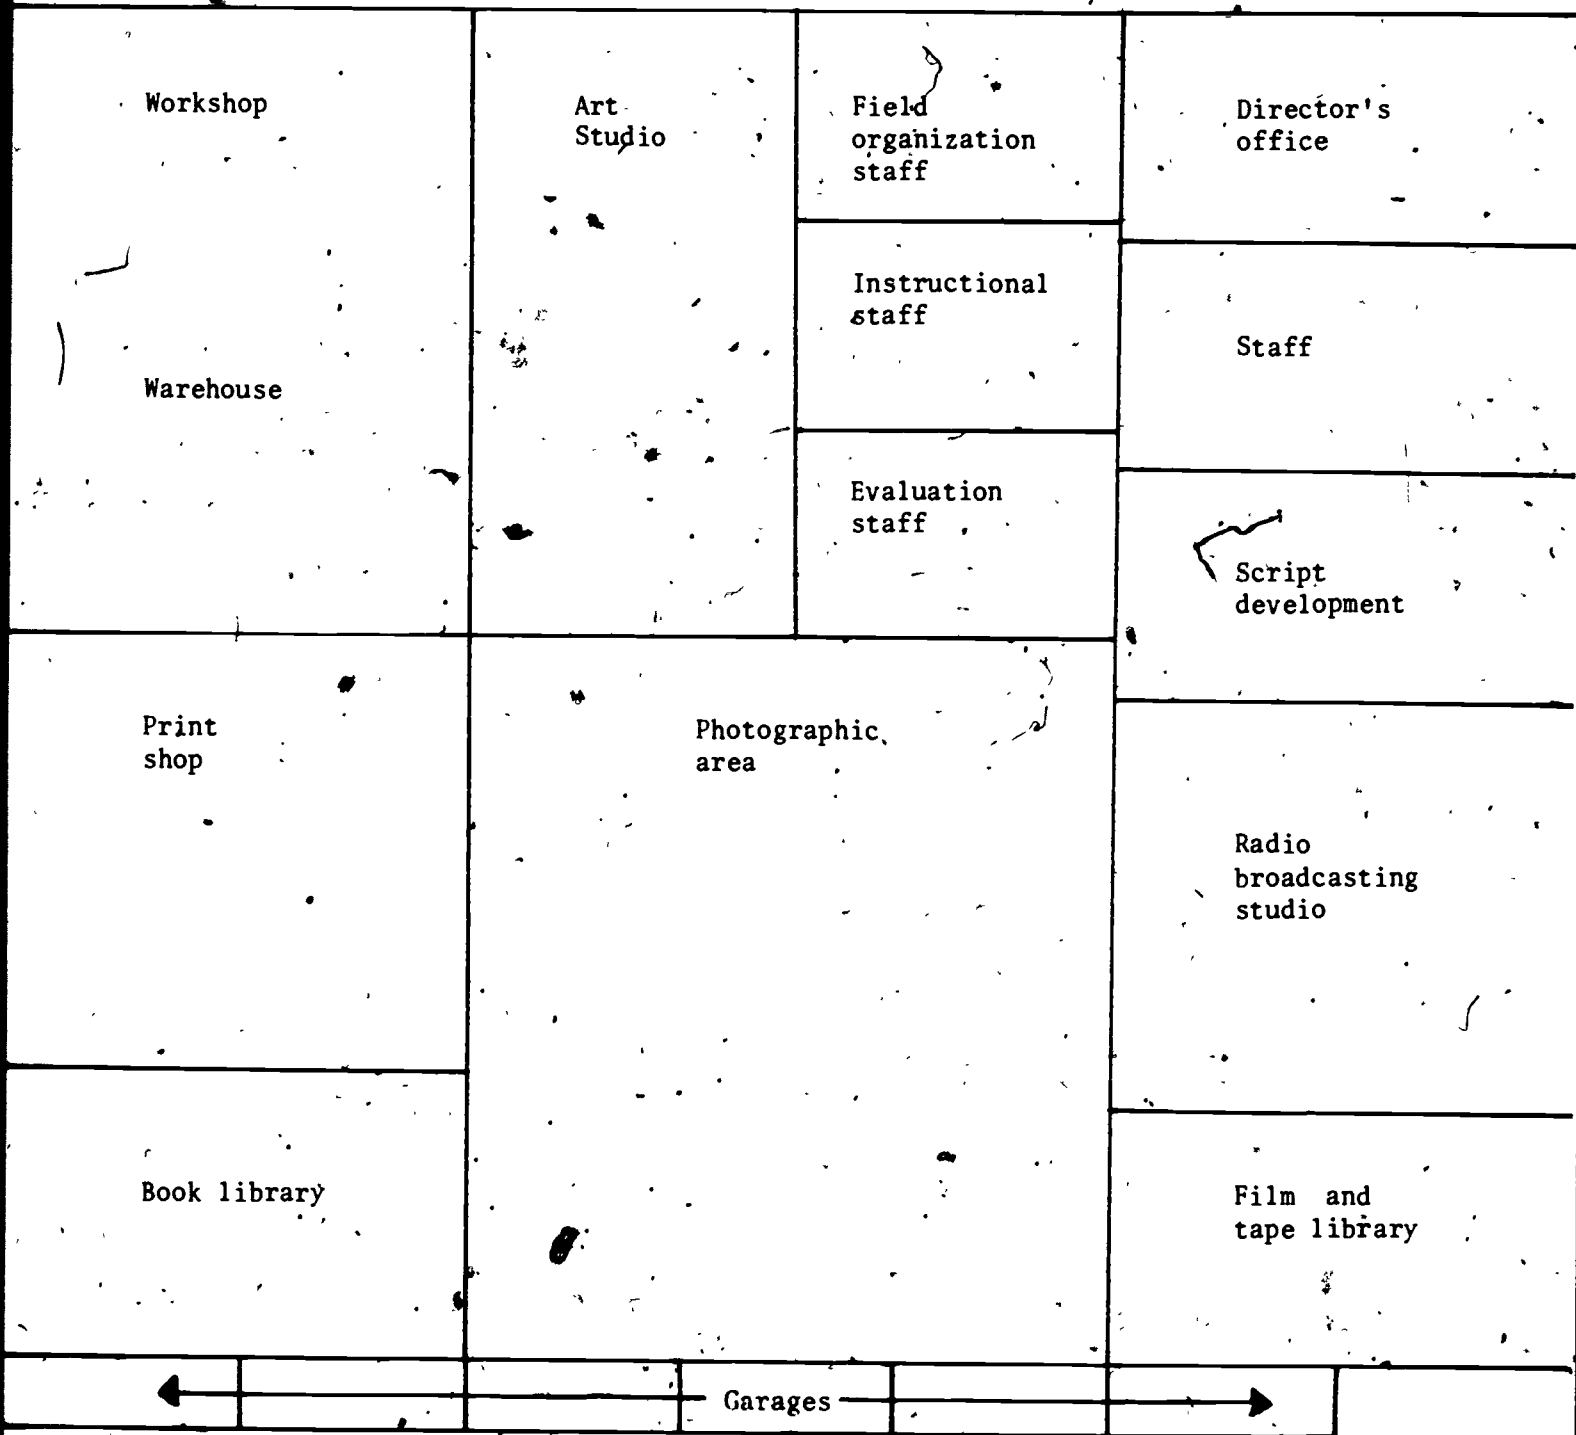 Workshop
Warehouse
Art
Studio
Field
organization
staff
Instructional
staff
Evaluation
staff
Director's
office
Staff
Script
development
Print
shop
Photographic
area
Radio
broadcasting
studio
Book library
Film and
tape library
Garages